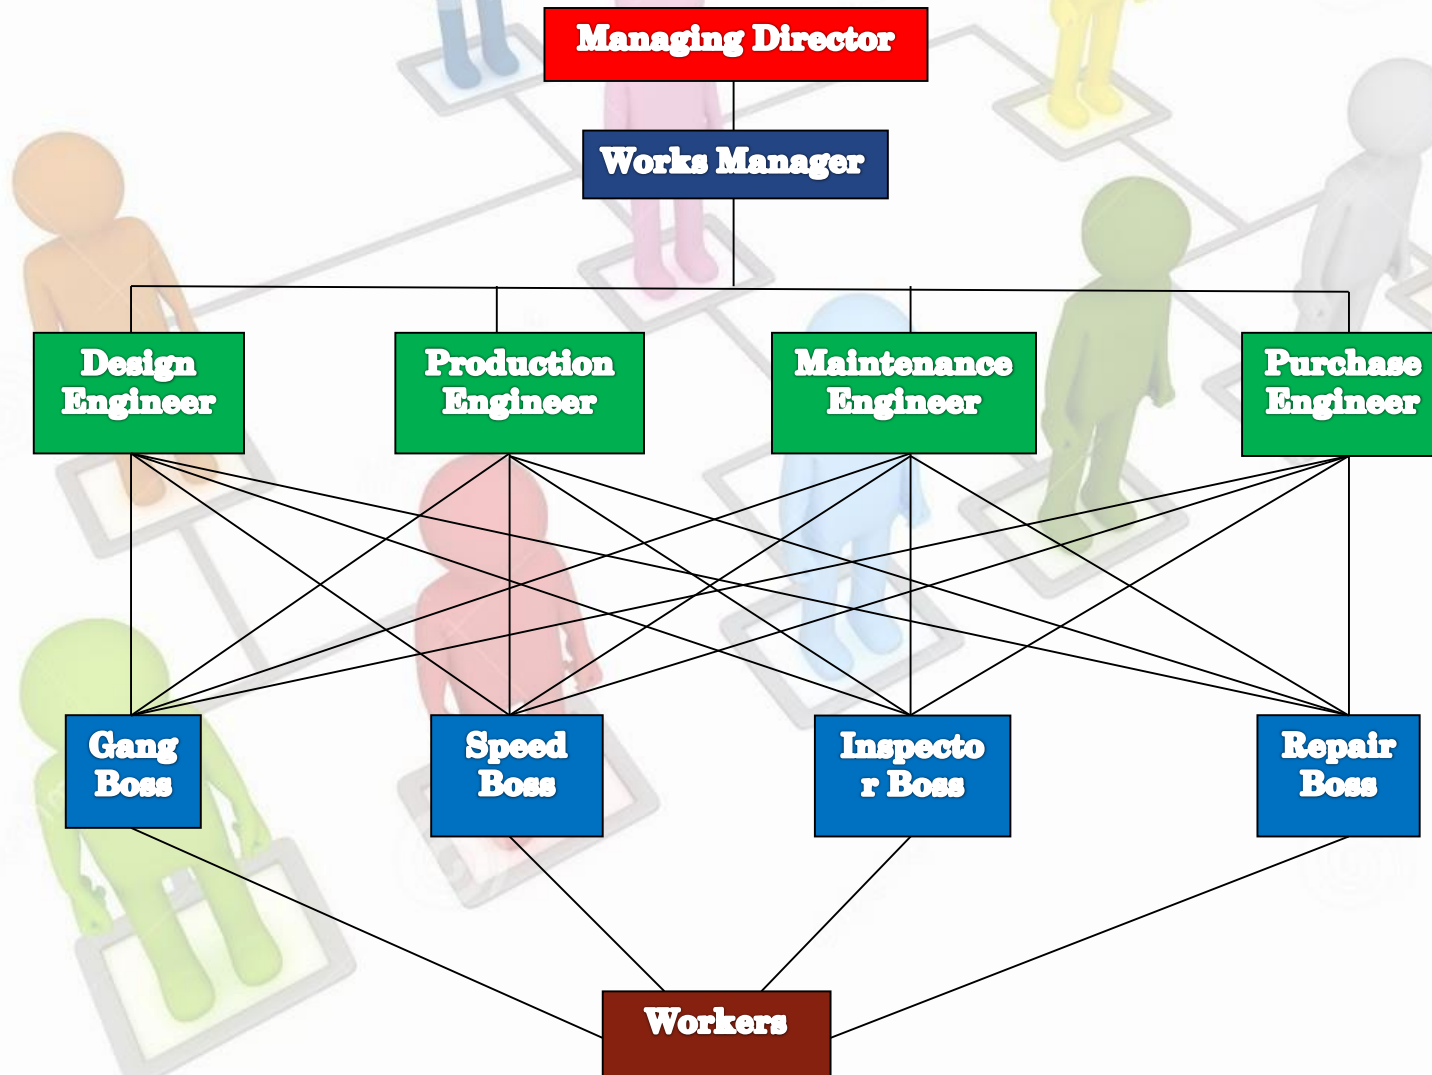 Managing Director
Works Manager
Design
Engineer
Production
Engineer
Maintenance
Engineer
Purchase
Engineer
Gang
Boss
Speed
Boss
Inspecto
r Boss
Repair
Boss
Workers